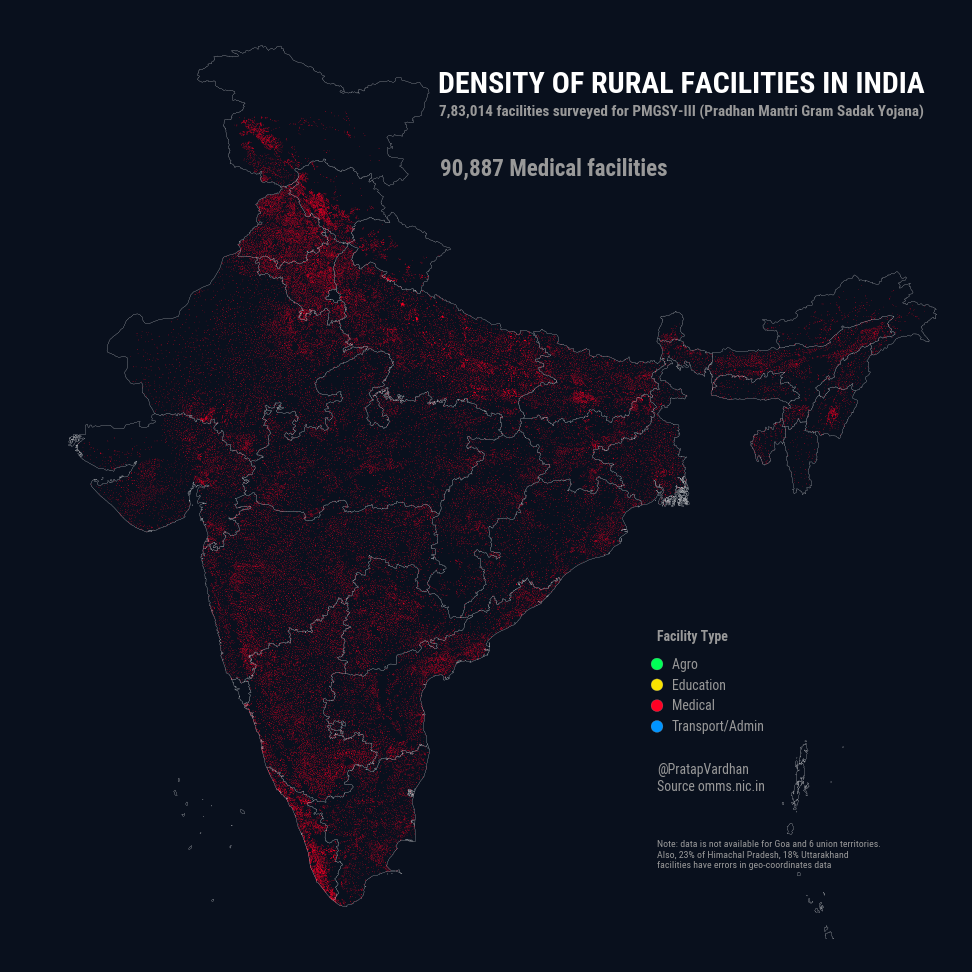 DENSITY OF RURAL FACILITIES IN INDIA
7,83,014 facilities surveyed for PMGSY-III (Pradhan Mantri Gram Sadak Yojana)
90,887 Medical facilities
Facility Type
Agro
Education
Medical
Transport/Admin
@PratapVardhan
Source omms.nic.in
Note: data is not available for Goa and 6 union territories.
Also, 23% of Himachal Pradesh, 18% Uttarakhand
facilities have errors in geo-coordinates data